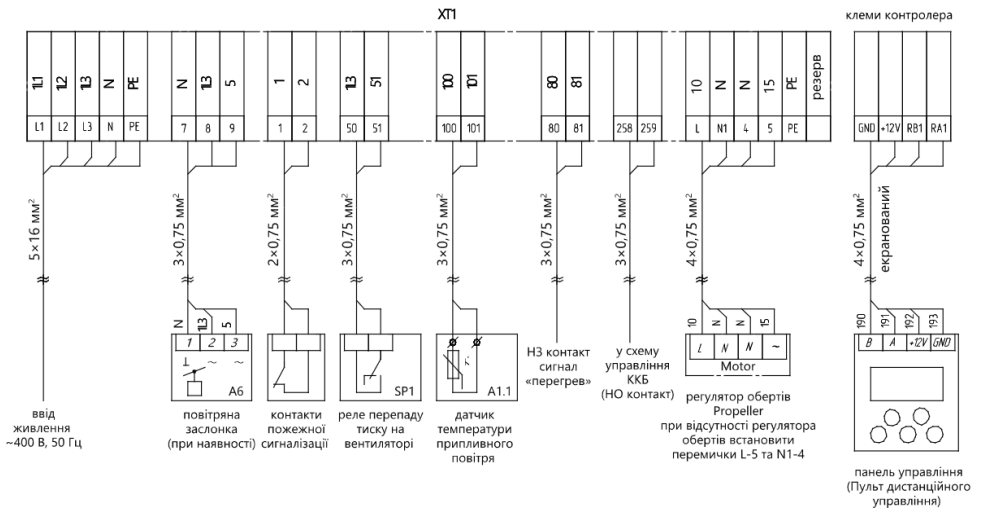 XT1
клеми контролера
1L1 1L2 1L3 N PE
N 1L3 5
1 2
1L3 51
100 101
80 81
10 N N 15 PE резерв
L1 L2 L3 N PE
7 8 9
1 2
50 51
100 101
80 81
258 259
L N1 4 5 PE
GND +12V RB1 RA1
5×16 мм²
3×0,75 мм²
2×0,75 мм²
3×0,75 мм²
3×0,75 мм²
3×0,75 мм²
3×0,75 мм²
4×0,75 мм²
4×0,75 мм²
екранований
N 1L3 5
1 2 3
⊥ ~ ~
A6
SP1
A1.1
10 N N 15
L N N ~
Motor
190 191 192 193
B A +12V GND
ввід
живлення
~400 В, 50 Гц
повітряна
заслонка
(при наявності)
контакти
пожежної
сигналізації
реле перепаду
тиску на
вентиляторі
датчик
температури
припливного
повітря
НЗ контакт
сигнал
«перегрев»
у схему
управління
ККБ
(НО контакт)
регулятор обертів
Propeller
при відсутності регулятора
обертів встановити
перемички L-5 та N1-4
панель управління
(Пульт дистанційного
управління)